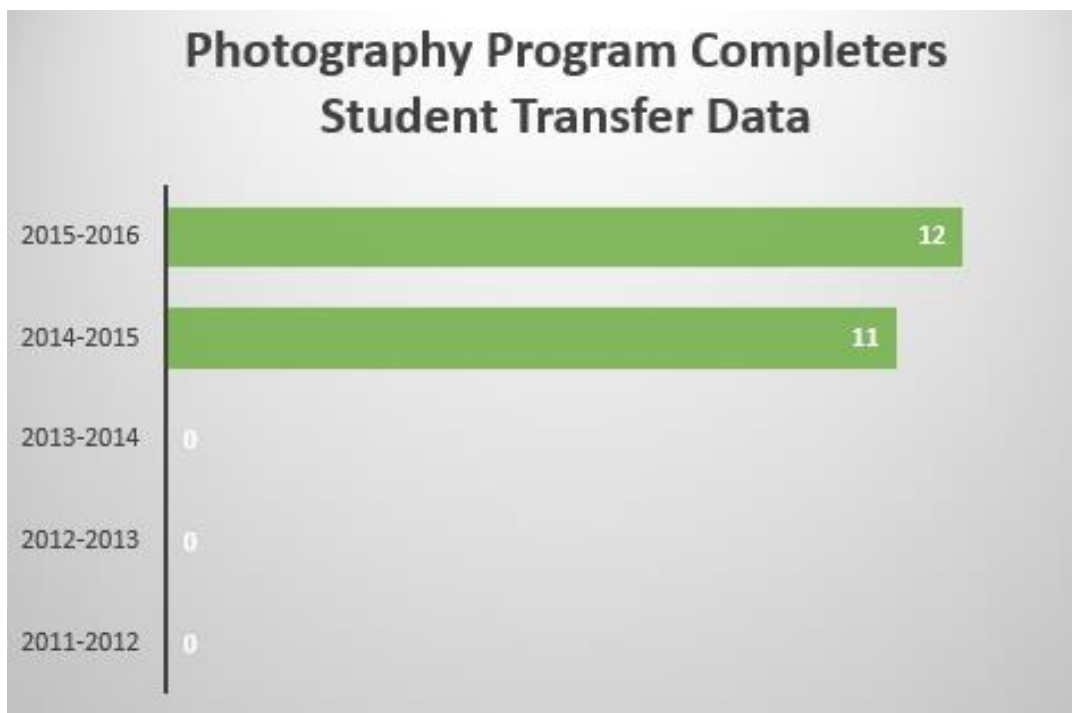 Photography Program Completers
Student Transfer Data
2015-2016 12
2014-2015 11
2013-2014 0
2012-2013 0
2011-2012 0